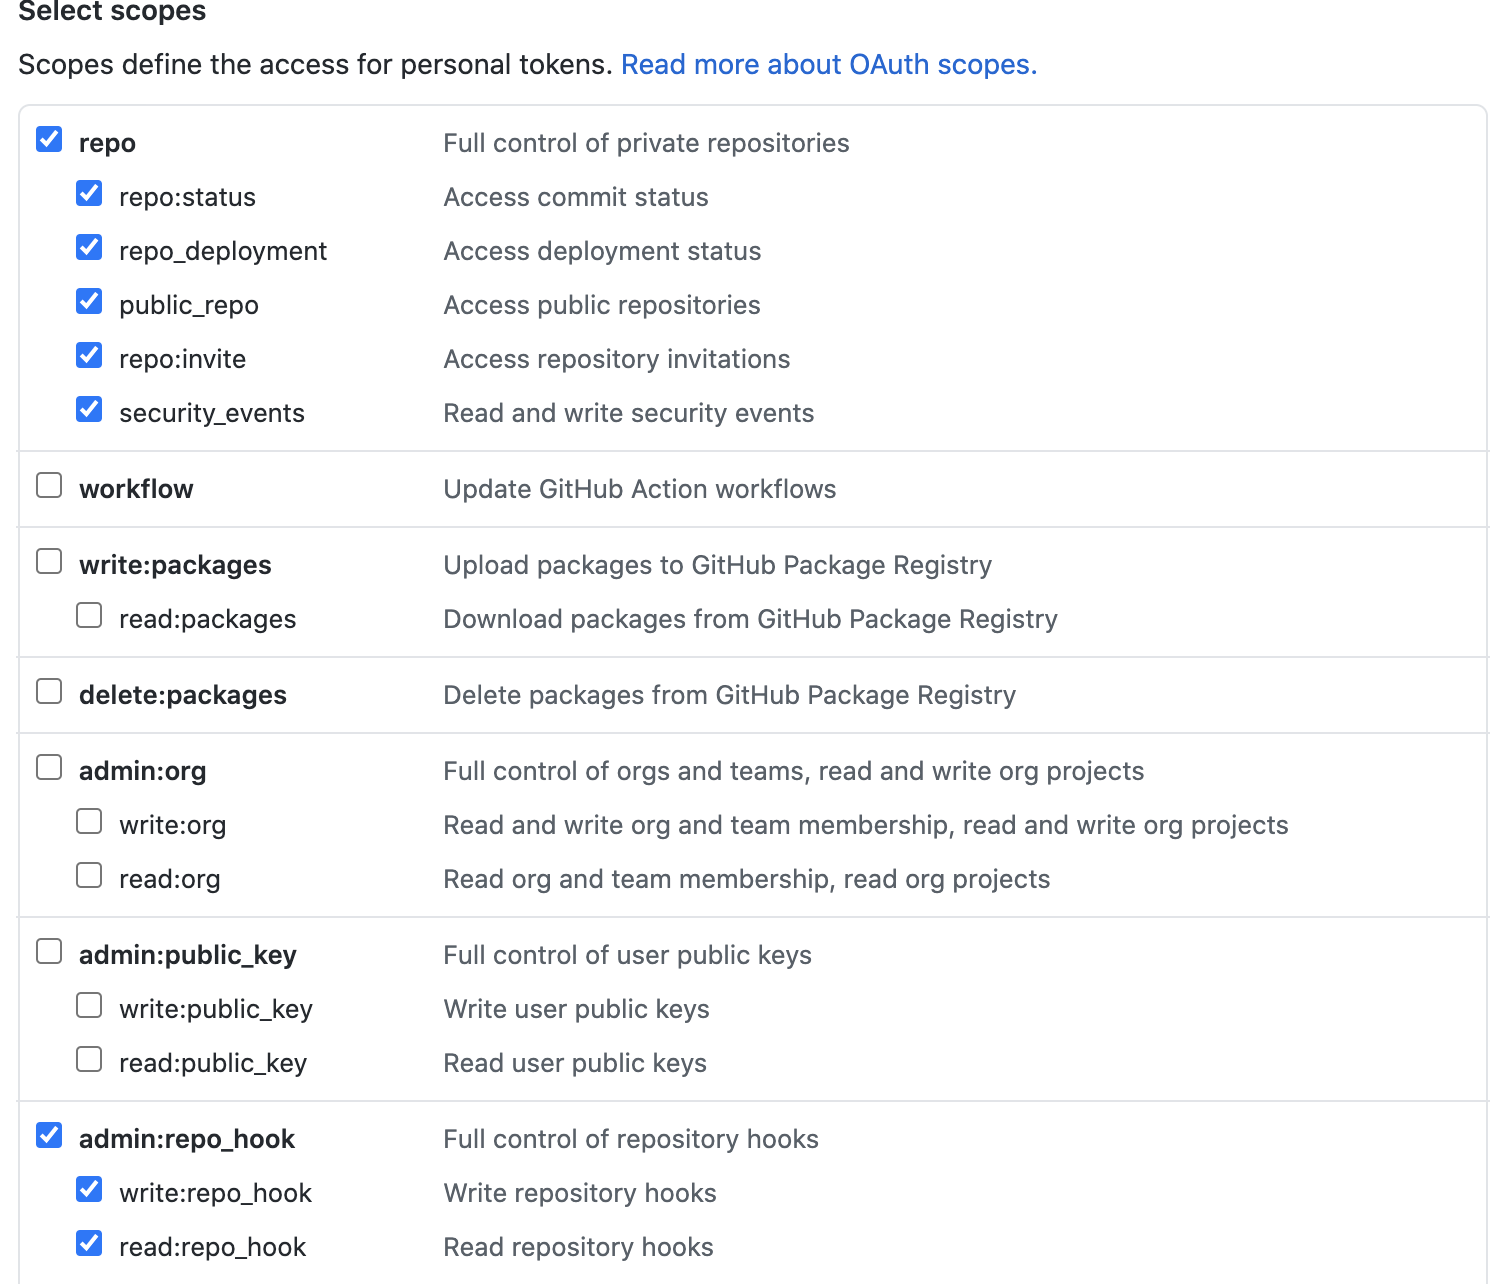 Select scopes
Scopes define the access for personal tokens. Read more about OAuth scopes.
repo Full control of private repositories
repo:status Access commit status
repo_deployment Access deployment status
public_repo Access public repositories
repo:invite Access repository invitations
security_events Read and write security events
workflow Update GitHub Action workflows
write:packages Upload packages to GitHub Package Registry
read:packages Download packages from GitHub Package Registry
delete:packages Delete packages from GitHub Package Registry
admin:org Full control of orgs and teams, read and write org projects
write:org Read and write org and team membership, read and write org projects
read:org Read org and team membership, read org projects
admin:public_key Full control of user public keys
write:public_key Write user public keys
read:public_key Read user public keys
admin:repo_hook Full control of repository hooks
write:repo_hook Write repository hooks
read:repo_hook Read repository hooks